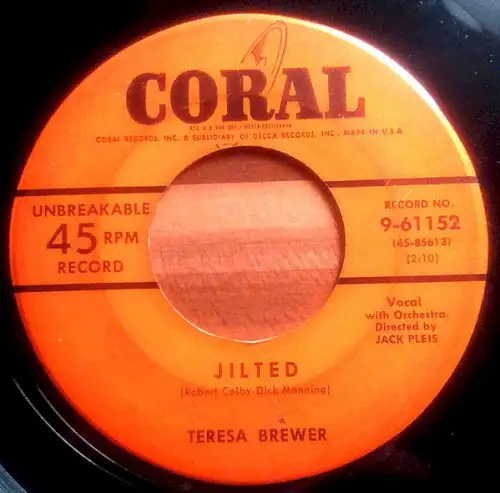 CORAL
CORAL RECORDS, INC., A SUBSIDIARY OF DECCA RECORDS, INC., MADE IN U.S.A.
UNBREAKABLE
45 RPM
RECORD
RECORD NO.
9-61152
(45-85613)
(2:10)
Vocal
with Orchestra
Directed by
JACK PLEIS
JILTED
(Robert Colby Dick Manning)
TERESA BREWER